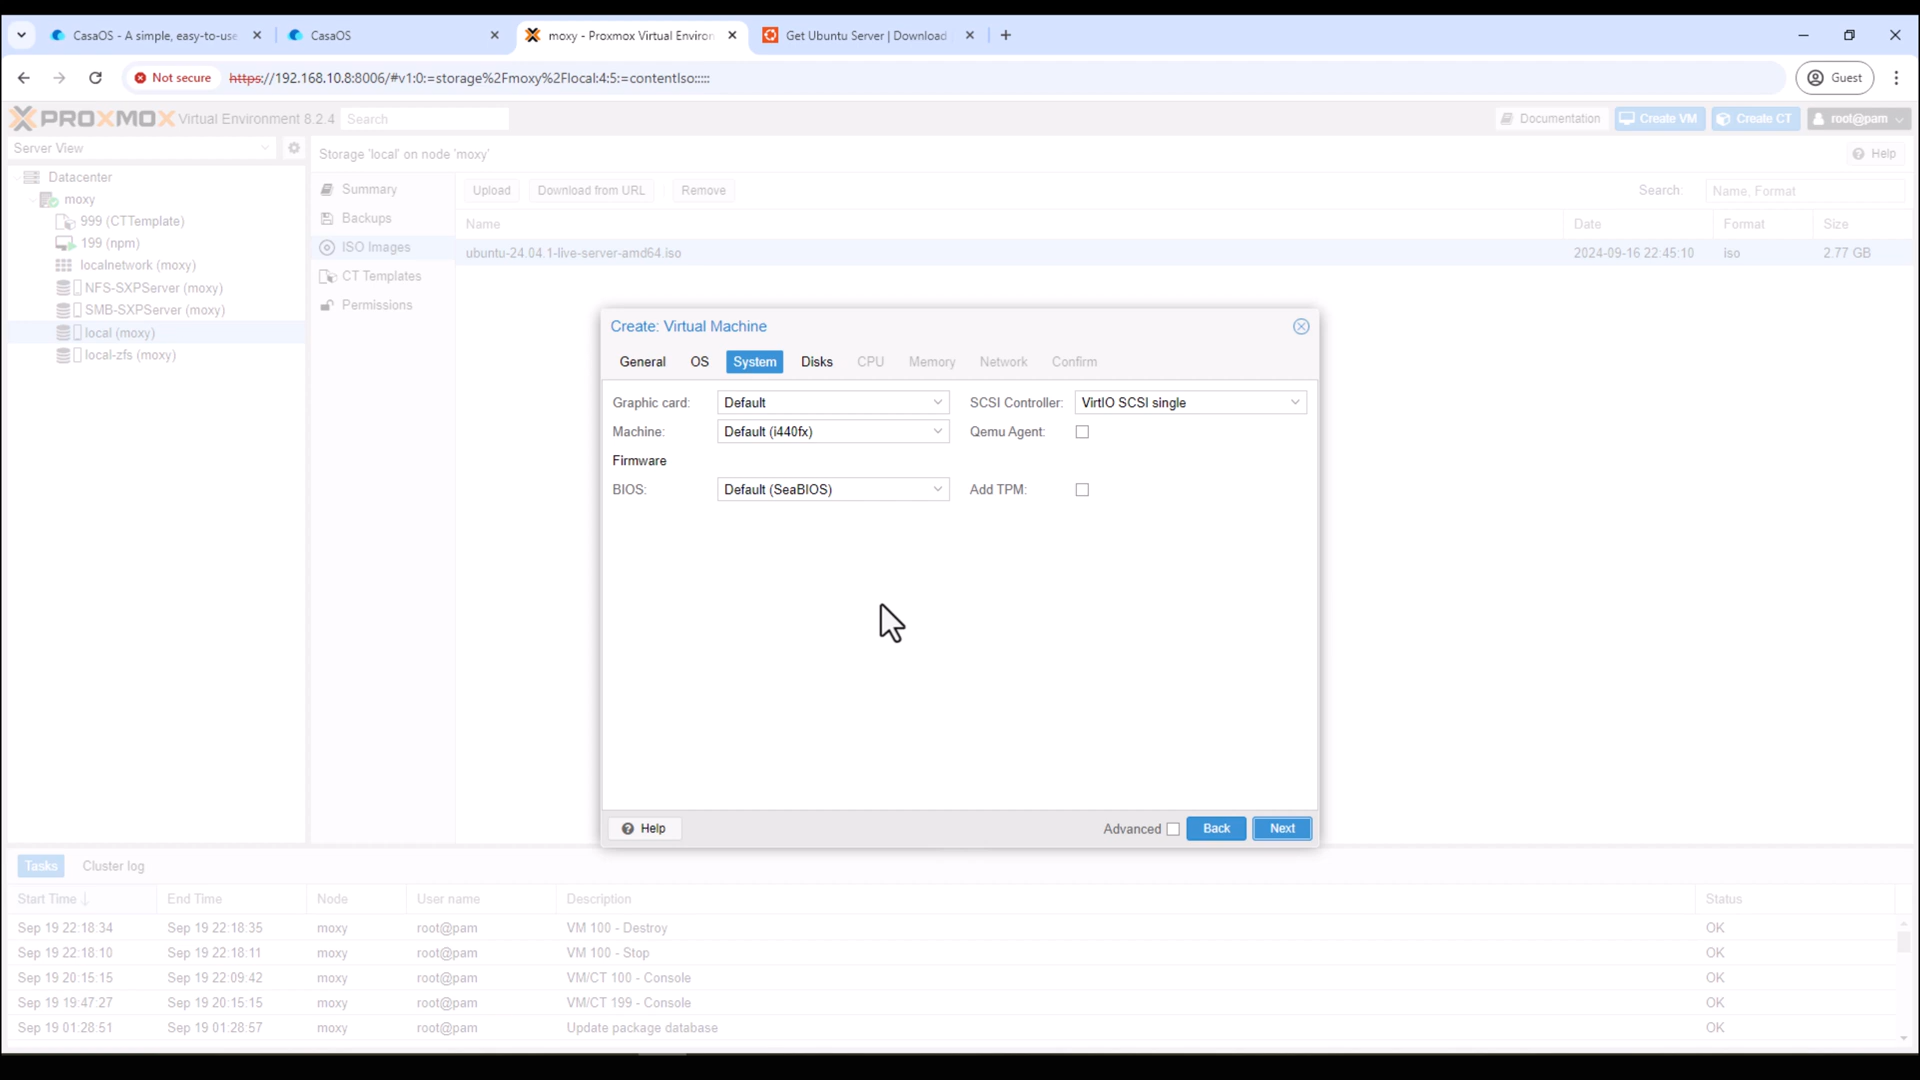 CasaOS - A simple, easy-to-use
CasaOS
moxy - Proxmox Virtual Environ
Get Ubuntu Server | Download
Not secure
https://192.168.10.8:8006/#v1:0:=storage%2Fmoxy%2Flocal:4:5:=contentIso:::::
Guest
PROXMOX Virtual Environment 8.2.4
Search
Documentation
Create VM
Create CT
root@pam
Server View
Storage 'local' on node 'moxy'
Help
Datacenter
moxy
999 (CTTemplate)
199 (npm)
localnetwork (moxy)
NFS-SXPServer (moxy)
SMB-SXPServer (moxy)
local (moxy)
local-zfs (moxy)
Summary
Backups
ISO Images
CT Templates
Permissions
Upload
Download from URL
Remove
Search:
Name, Format
Name
Date
Format
Size
ubuntu-24.04.1-live-server-amd64.iso
2024-09-16 22:45:10
iso
2.77 GB
Create: Virtual Machine
General
OS
System
Disks
CPU
Memory
Network
Confirm
Graphic card:
Default
SCSI Controller:
VirtIO SCSI single
Machine:
Default (i440fx)
Qemu Agent:
Firmware
BIOS:
Default (SeaBIOS)
Add TPM:
Help
Advanced
Back
Next
Tasks
Cluster log
Start Time
End Time
Node
User name
Description
Status
Sep 19 22:18:34
Sep 19 22:18:35
moxy
root@pam
VM 100 - Destroy
OK
Sep 19 22:18:10
Sep 19 22:18:11
moxy
root@pam
VM 100 - Stop
OK
Sep 19 20:15:15
Sep 19 22:09:42
moxy
root@pam
VM/CT 100 - Console
OK
Sep 19 19:47:27
Sep 19 20:15:15
moxy
root@pam
VM/CT 199 - Console
OK
Sep 19 01:28:51
Sep 19 01:28:57
moxy
root@pam
Update package database
OK